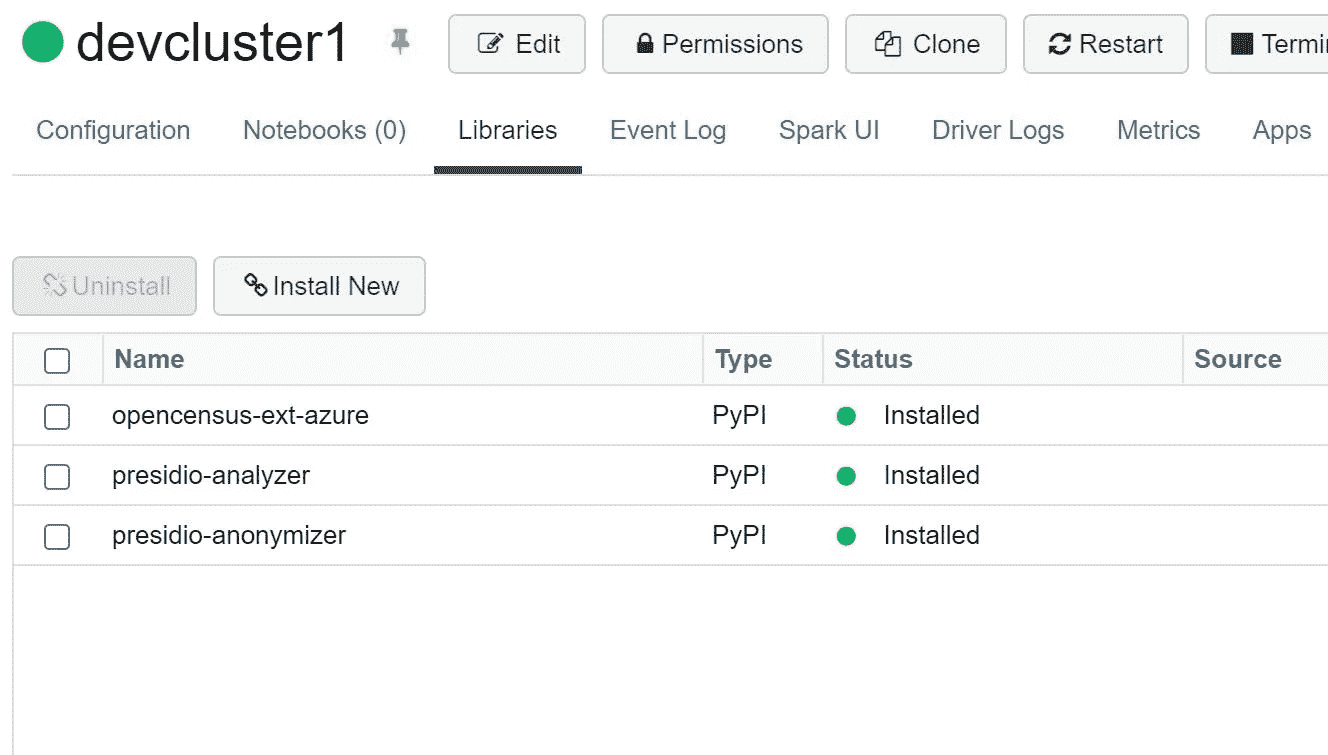 devcluster1 Edit Permissions Clone Restart Termi
Configuration Notebooks (0) Libraries Event Log Spark UI Driver Logs Metrics Apps
Uninstall Install New
Name Type Status Source
opencensus-ext-azure PyPI Installed
presidio-analyzer PyPI Installed
presidio-anonymizer PyPI Installed